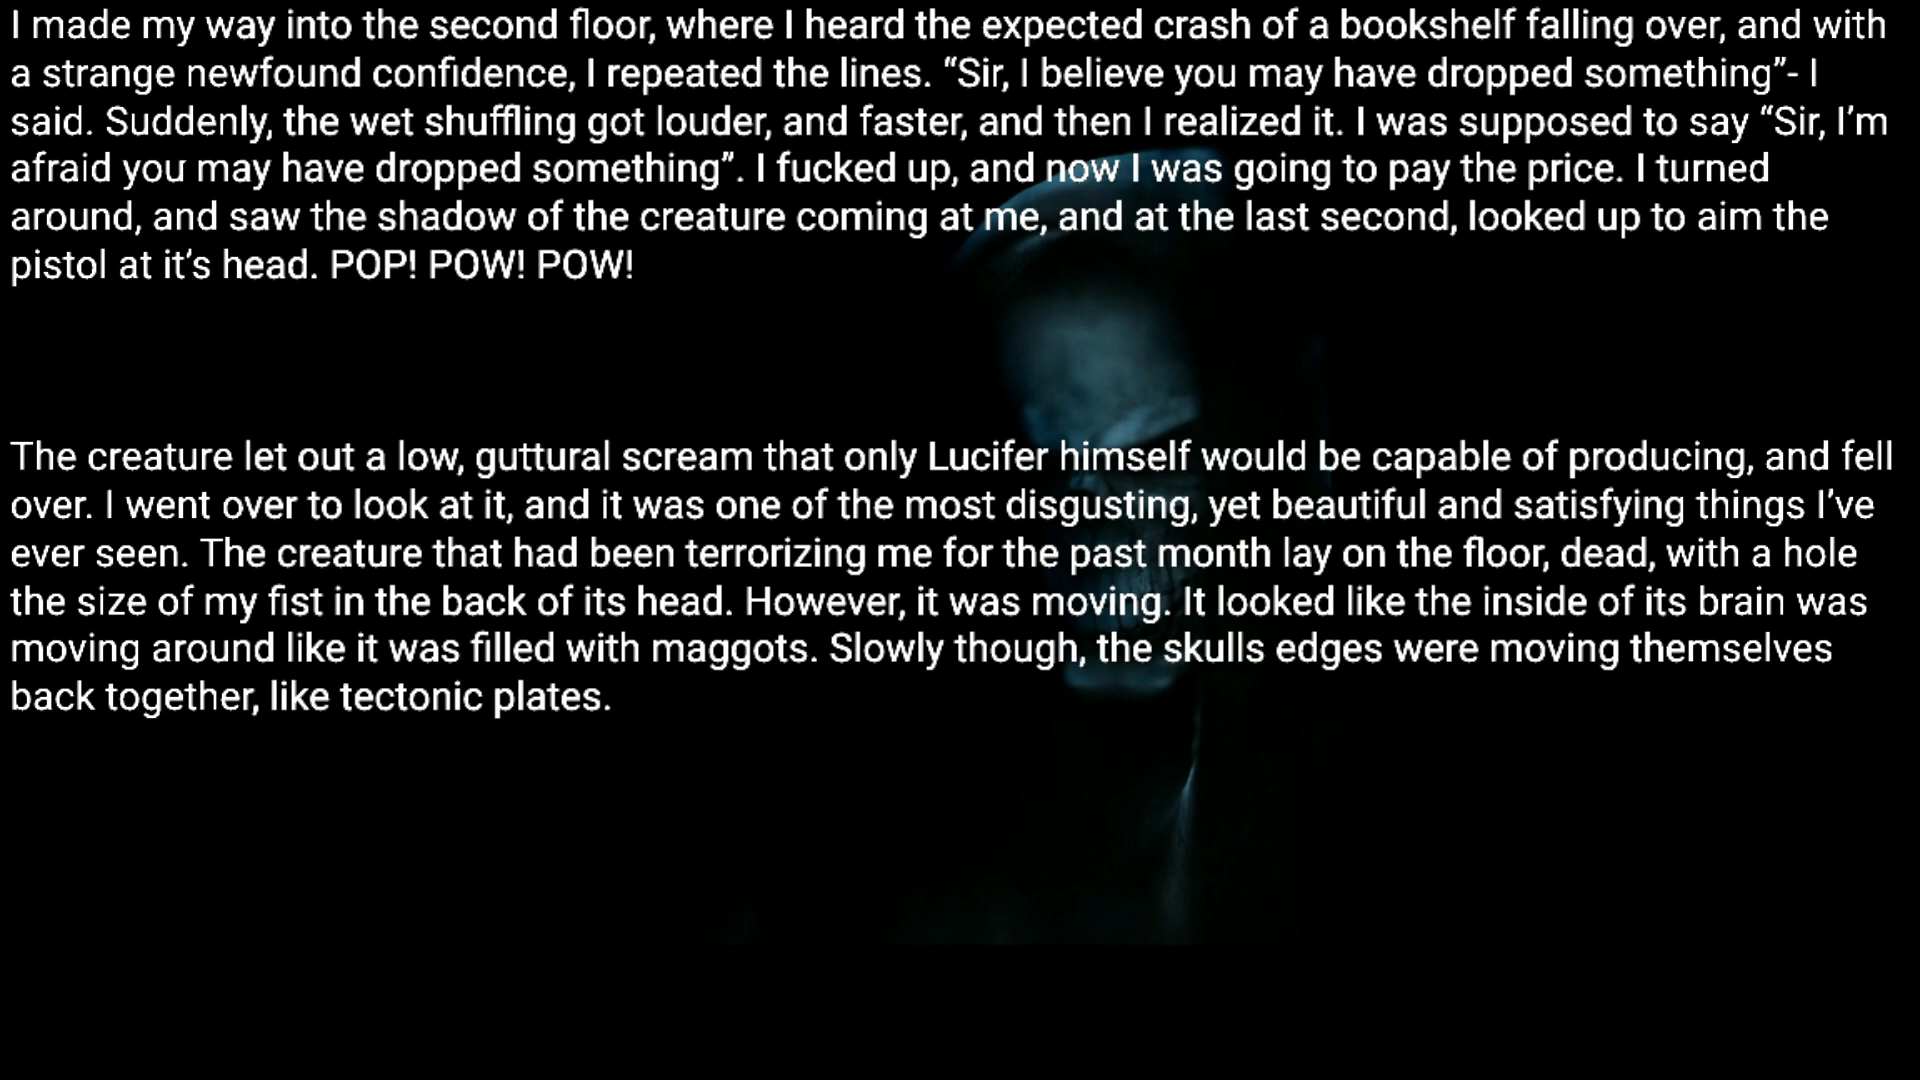 I made my way into the second floor, where I heard the expected crash of a bookshelf falling over, and with
a strange newfound confidence, I repeated the lines. “Sir, I believe you may have dropped something”- I
said. Suddenly, the wet shuffling got louder, and faster, and then I realized it. I was supposed to say “Sir, I’m
afraid you may have dropped something”. I fucked up, and now I was going to pay the price. I turned
around, and saw the shadow of the creature coming at me, and at the last second, looked up to aim the
pistol at it’s head. POP! POW! POW!
The creature let out a low, guttural scream that only Lucifer himself would be capable of producing, and fell
over. I went over to look at it, and it was one of the most disgusting, yet beautiful and satisfying things I’ve
ever seen. The creature that had been terrorizing me for the past month lay on the floor, dead, with a hole
the size of my fist in the back of its head. However, it was moving. It looked like the inside of its brain was
moving around like it was filled with maggots. Slowly though, the skulls edges were moving themselves
back together, like tectonic plates.